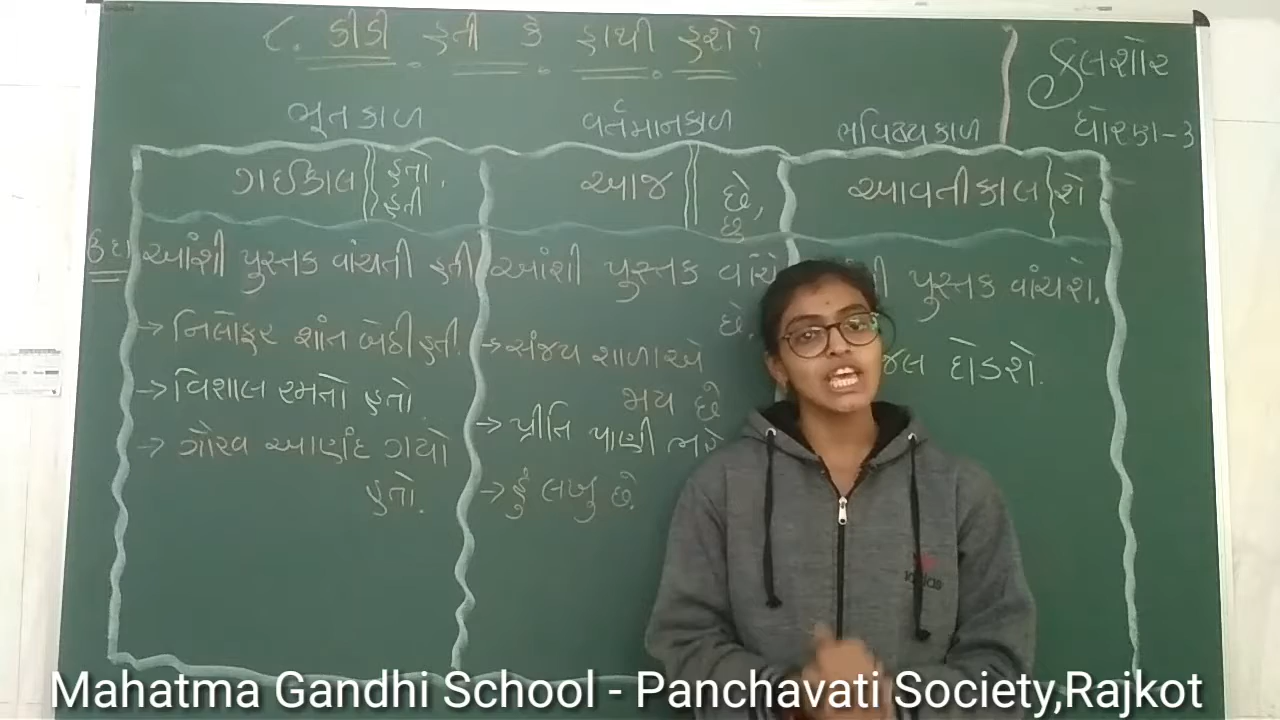 ૮. કીડી હતી કે હાથી હશે?
કલશોર
ધોરણ-૩
ભૂતકાળ
વર્તમાનકાળ
ભવિષ્યકાળ
ગઈકાલ હતો, હતી
આજ છે, છું
આવતીકાલ શે
ઉદા
આંશી પુસ્તક વાંચતી હતી
→ નિલોફર શાંત બેઠી હતી.
→ વિશાલ રમતો હતો.
→ ગૌરવ આણંદ ગયો
હતો.
આંશી પુસ્તક વાંચે
છે.
→ સંજય શાળાએ
જાય છે
→ પ્રીતિ પાણી ભરે
→ હું લખુ છું.
પુસ્તક વાંચશે.
દોડશે.
Mahatma Gandhi School - Panchavati Society,Rajkot